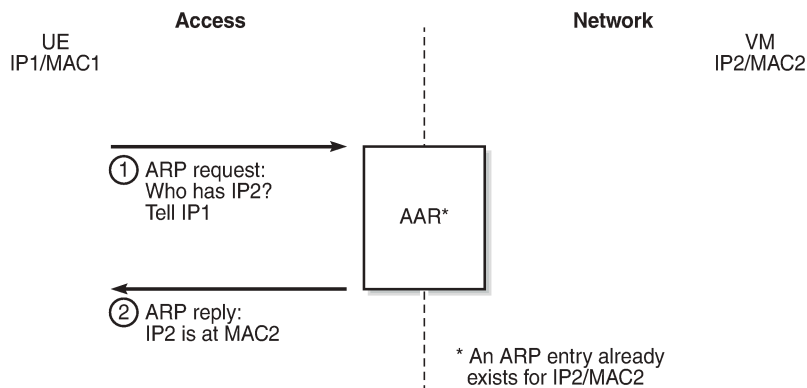 Access
Network
UE
IP1/MAC1
VM
IP2/MAC2
1 ARP request:
Who has IP2?
Tell IP1
AAR*
2 ARP reply:
IP2 is at MAC2
* An ARP entry already
exists for IP2/MAC2